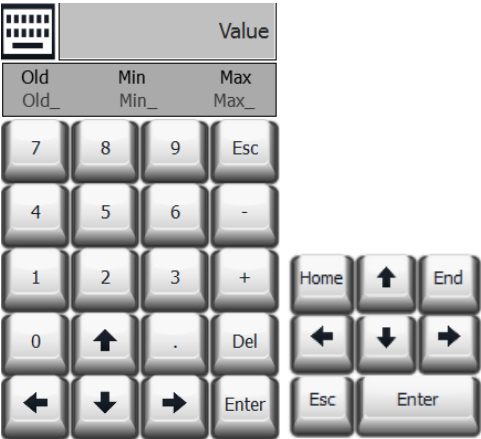 Value
Old Min Max
Old_ Min_ Max_
7 8 9 Esc
4 5 6 -
1 2 3 +
0 . Del
Enter
Home End
Esc Enter